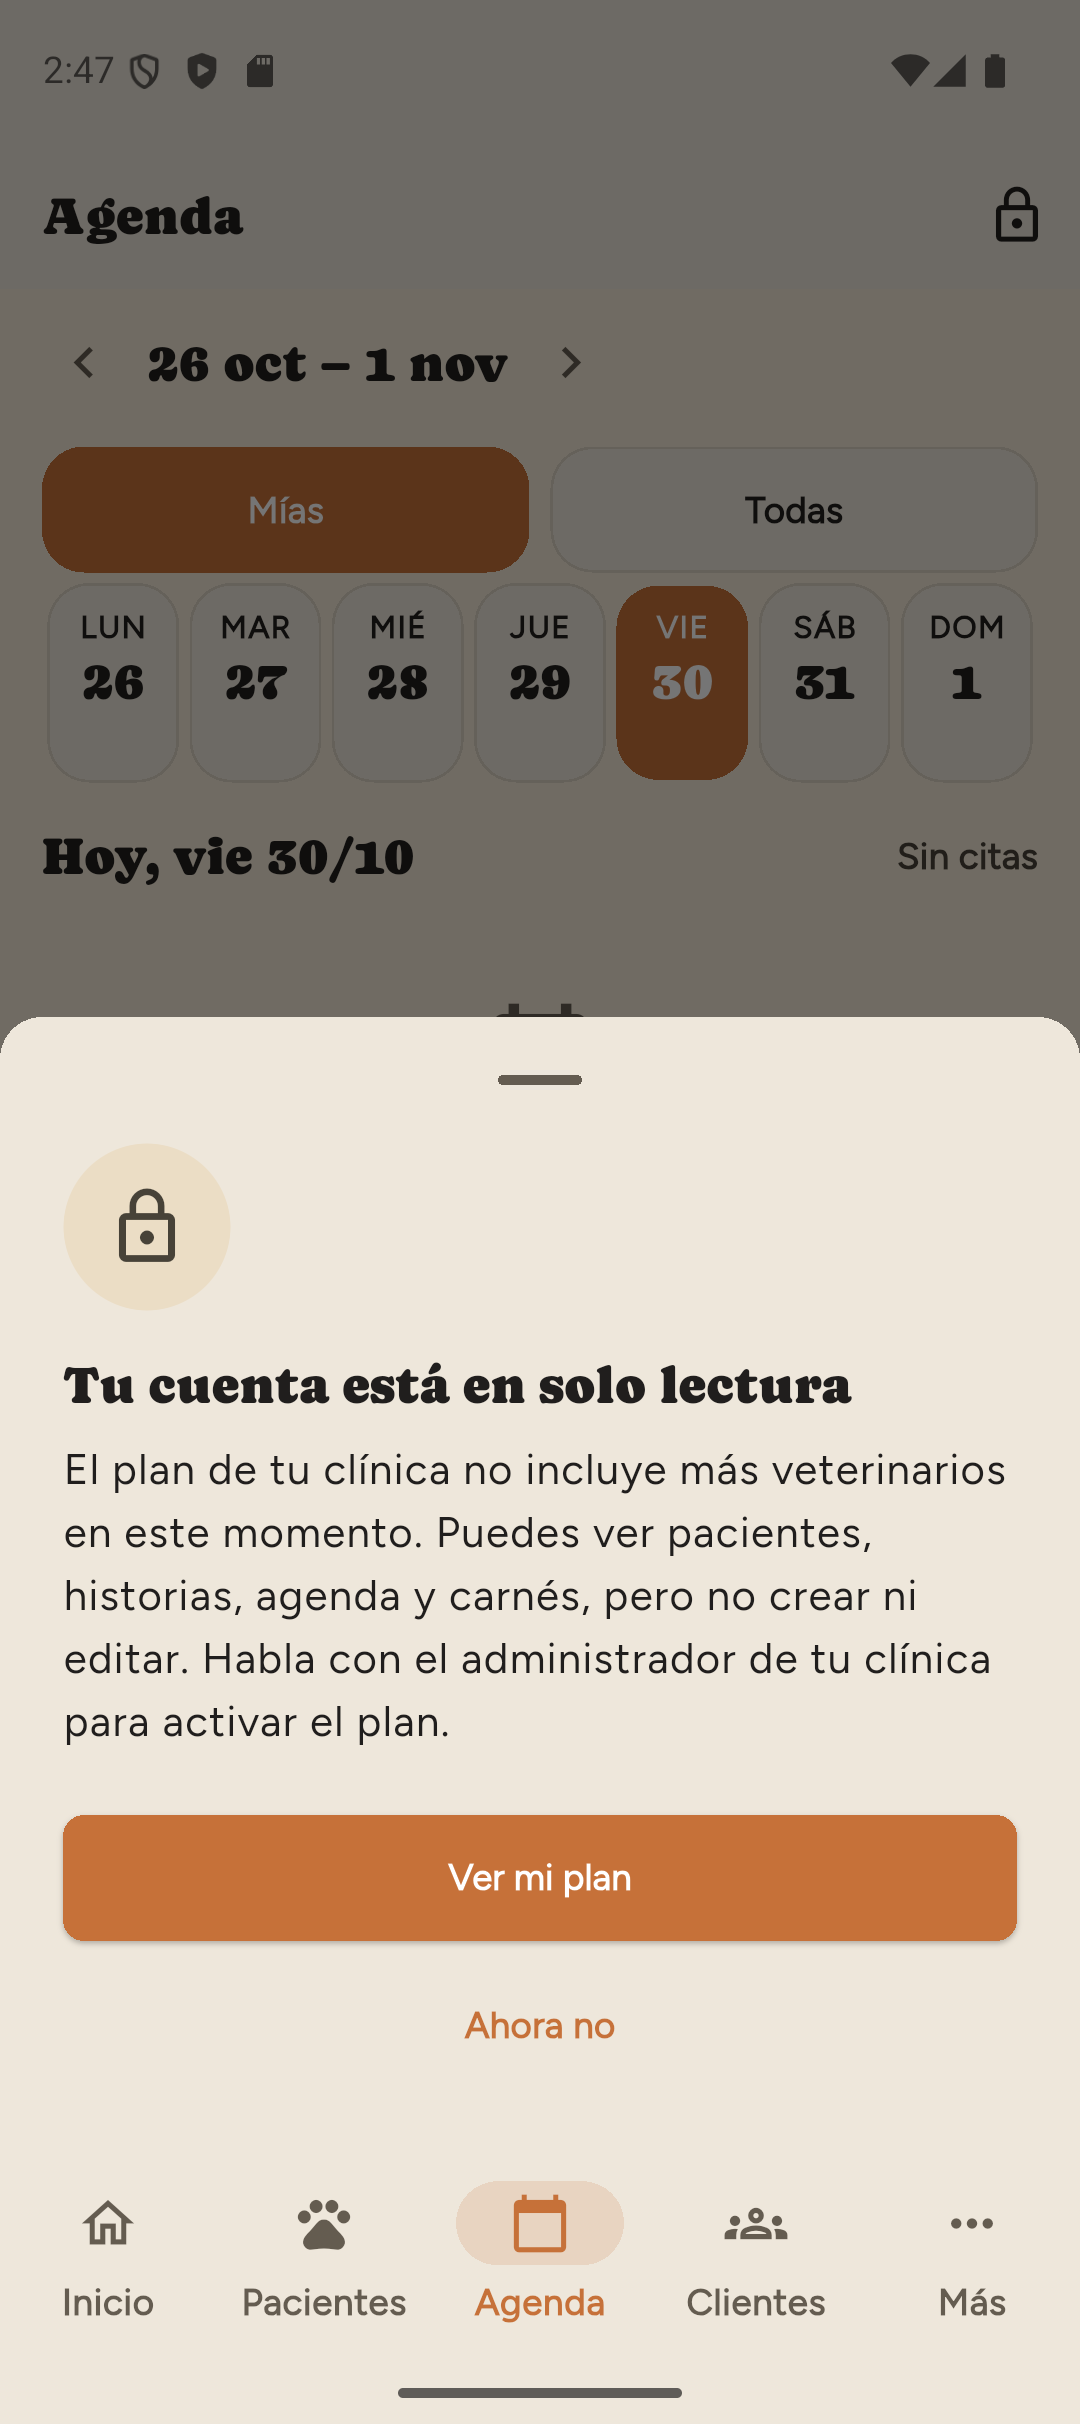 2:47
Agenda
26 oct – 1 nov
Mías Todas
LUN MAR MIÉ JUE VIE SÁB DOM
26 27 28 29 30 31 1
Hoy, vie 30/10 Sin citas
Tu cuenta está en solo lectura
El plan de tu clínica no incluye más veterinarios
en este momento. Puedes ver pacientes,
historias, agenda y carnés, pero no crear ni
editar. Habla con el administrador de tu clínica
para activar el plan.
Ver mi plan
Ahora no
Inicio Pacientes Agenda Clientes Más